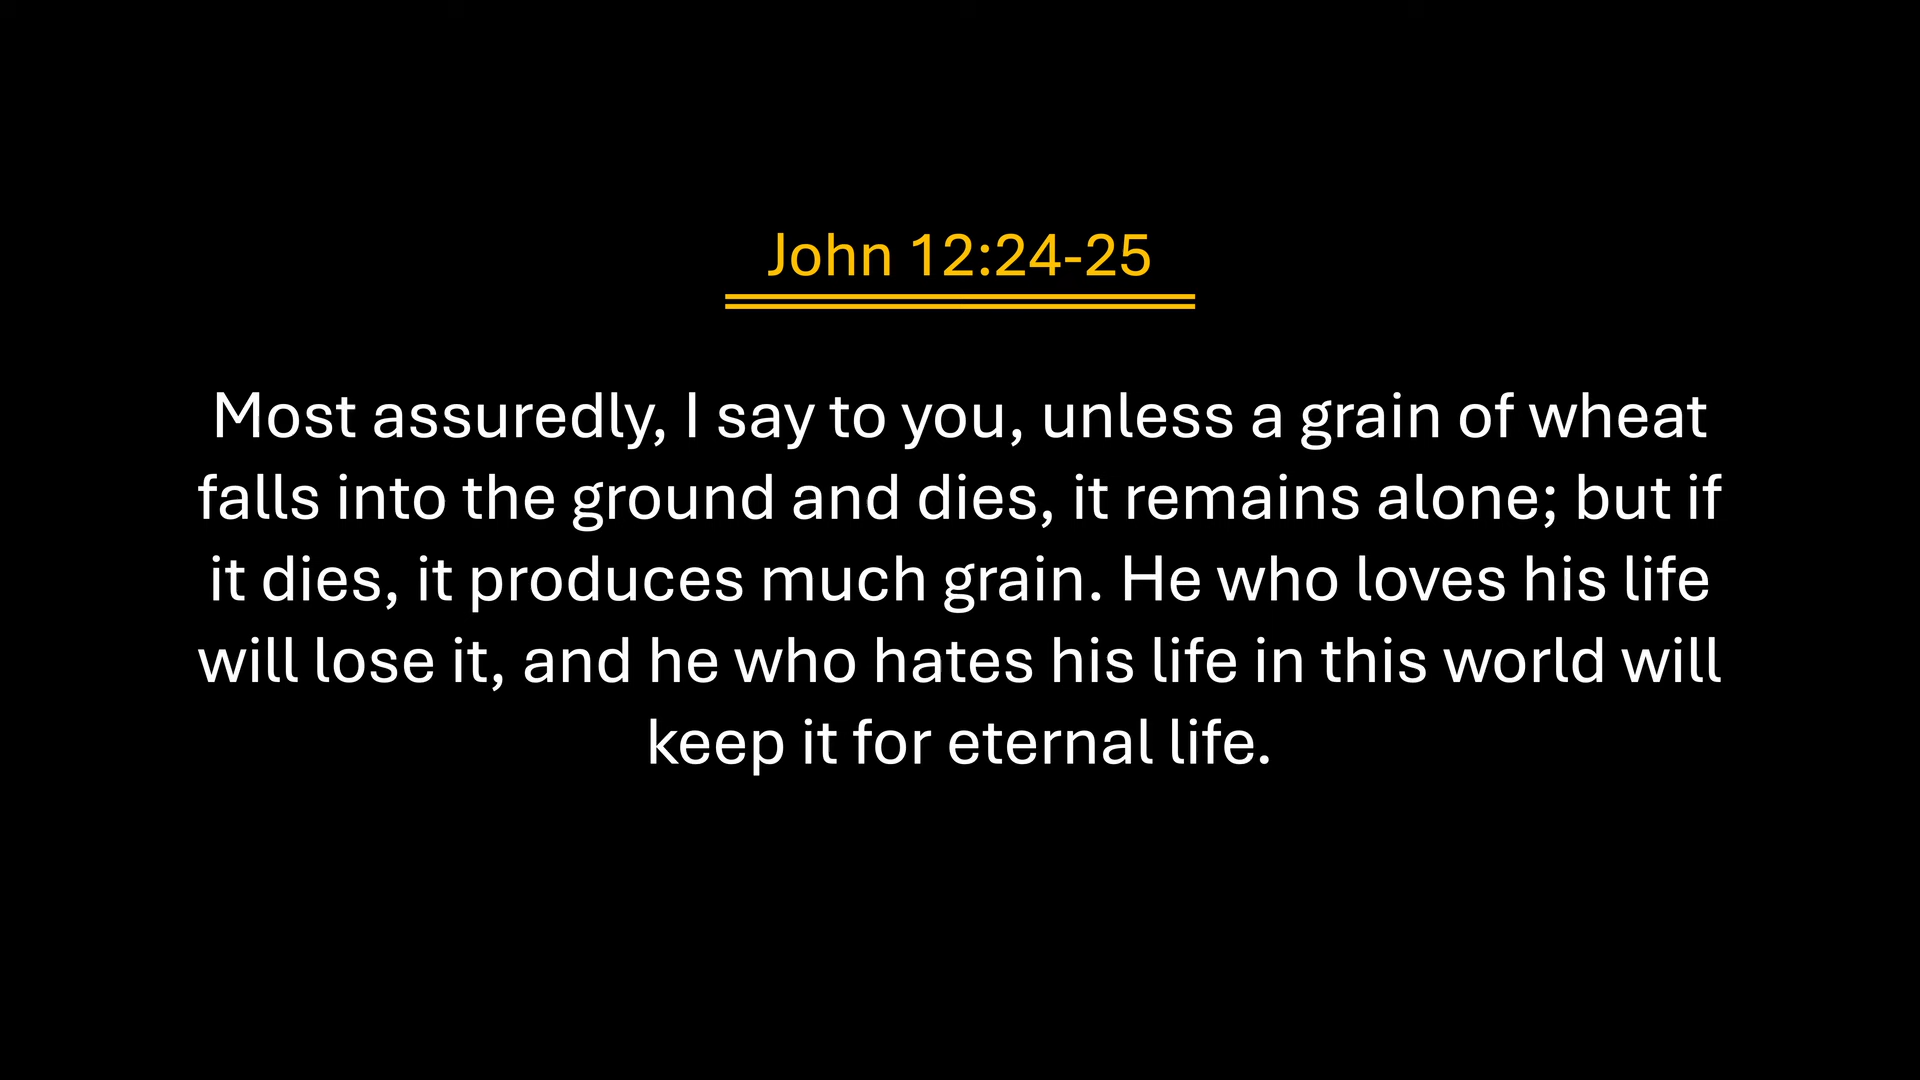 John 12:24-25
Most assuredly, I say to you, unless a grain of wheat
falls into the ground and dies, it remains alone; but if
it dies, it produces much grain. He who loves his life
will lose it, and he who hates his life in this world will
keep it for eternal life.